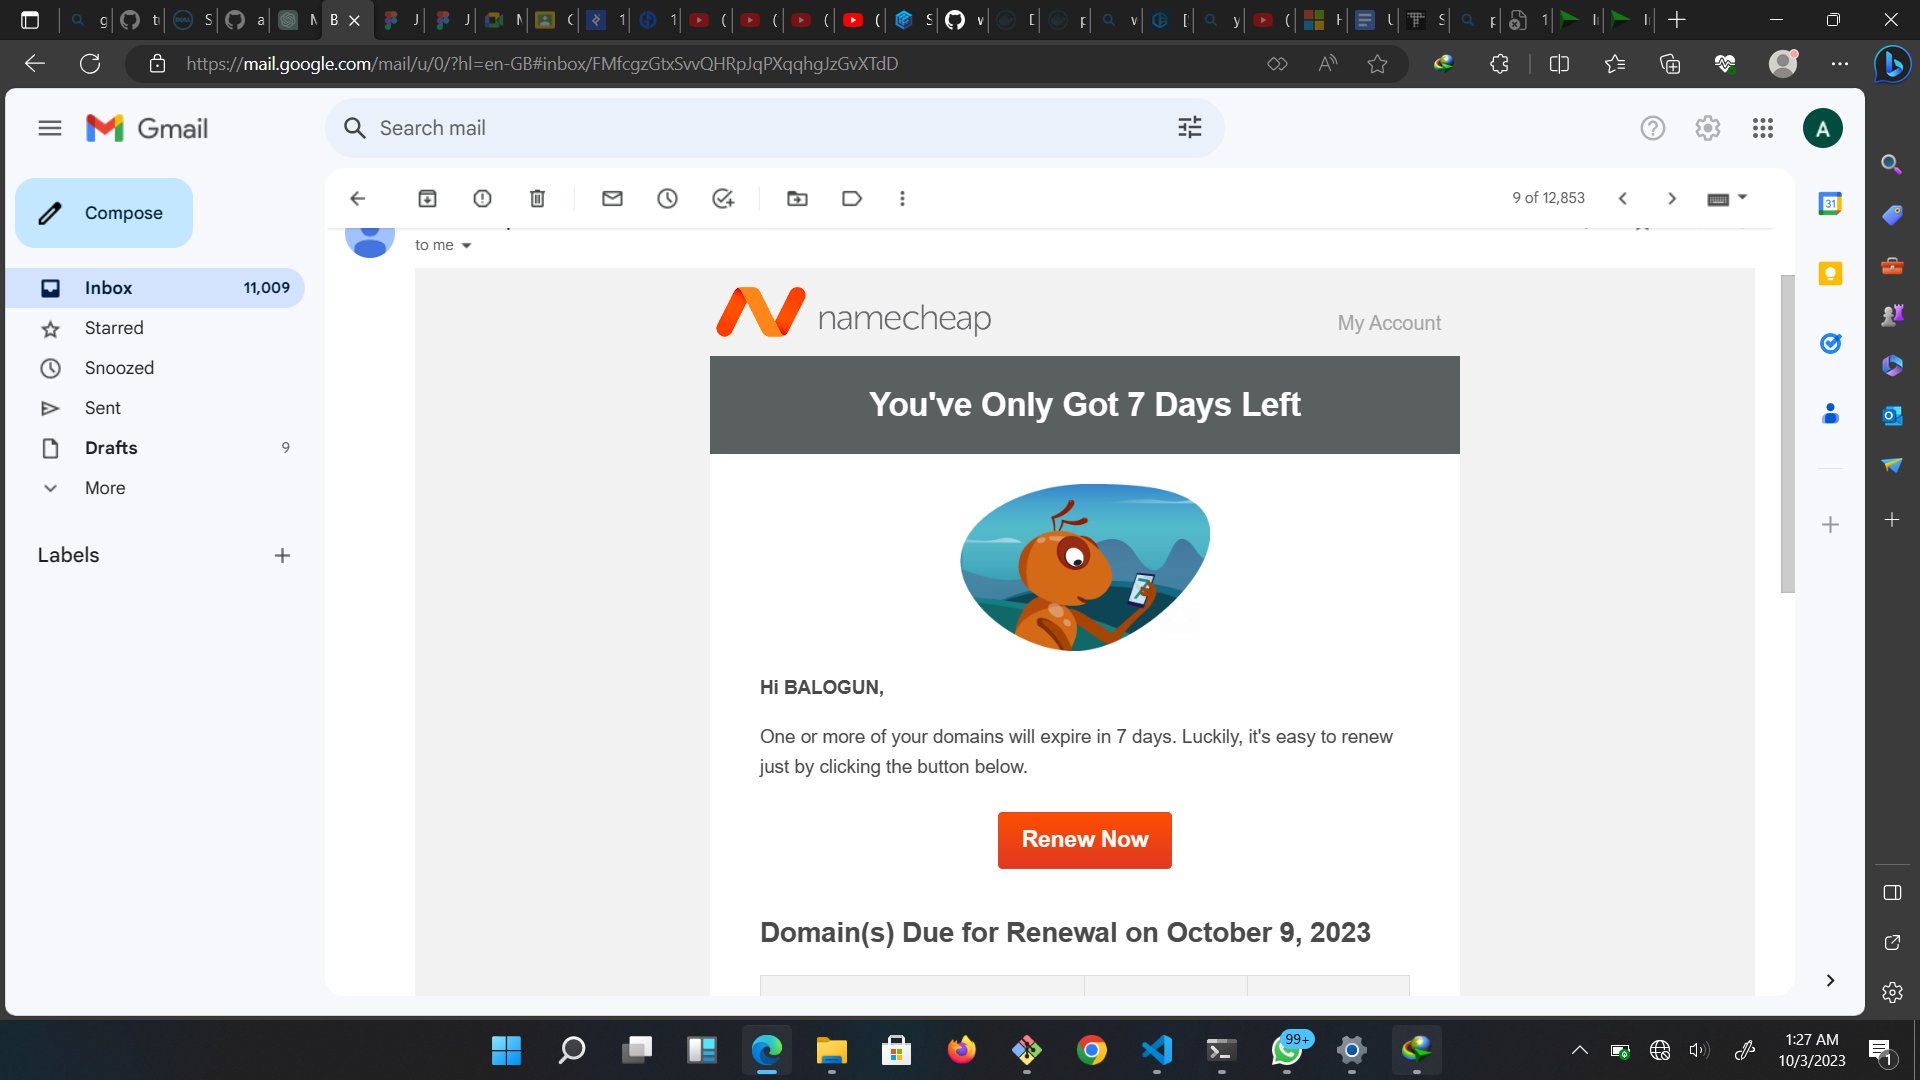 https://mail.google.com/mail/u/0/?hl=en-GB#inbox/FMfcgzGtxSvvQHRpJqPXqqhgJzGvXTdD
Gmail
Search mail
A
Compose
9 of 12,853
to me
Inbox 11,009
Starred
Snoozed
Sent
Drafts 9
More
Labels
namecheap
My Account
You've Only Got 7 Days Left
7
Hi BALOGUN,
One or more of your domains will expire in 7 days. Luckily, it's easy to renew
just by clicking the button below.
Renew Now
Domain(s) Due for Renewal on October 9, 2023
31
99+
1:27 AM
10/3/2023
1